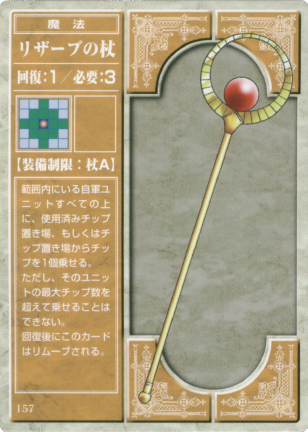 魔法
リザーブの杖
回復:1／必要:3
【装備制限：杖A】
範囲内にいる自軍ユ
ニットすべての上
に、使用済みチップ
置き場、もしくはチ
ップ置き場からチッ
プを1個乗せる。
ただし、そのユニッ
トの最大チップ数を
超えて乗せることは
できない。
回復後にこのカード
はリムーブされる。
157